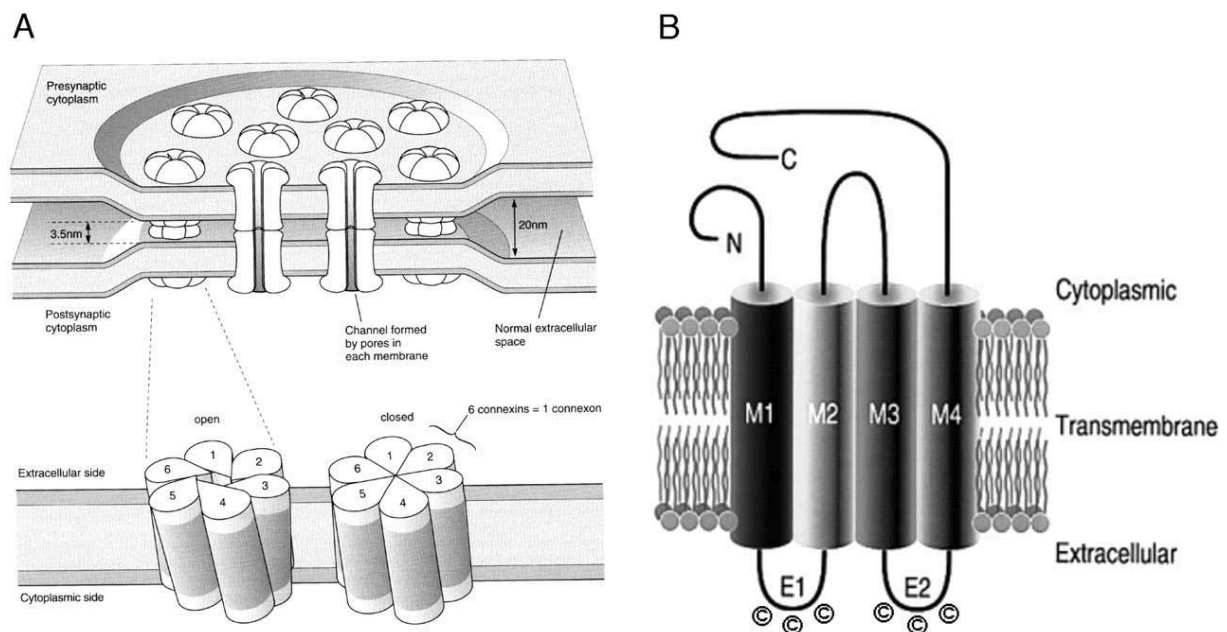 A
Presynaptic
cytoplasm
3.5nm
20nm
Postsynaptic
cytoplasm
Channel formed
by pores in
each membrane
Normal extracellular
space
6 connexins = 1 connexon
open
closed
Extracellular side
1
2
3
4
5
6
1
2
3
4
5
6
Cytoplasmic side
B
C
N
Cytoplasmic
M1
M2
M3
M4
Transmembrane
Extracellular
E1
E2
©
©
©
©
©
©